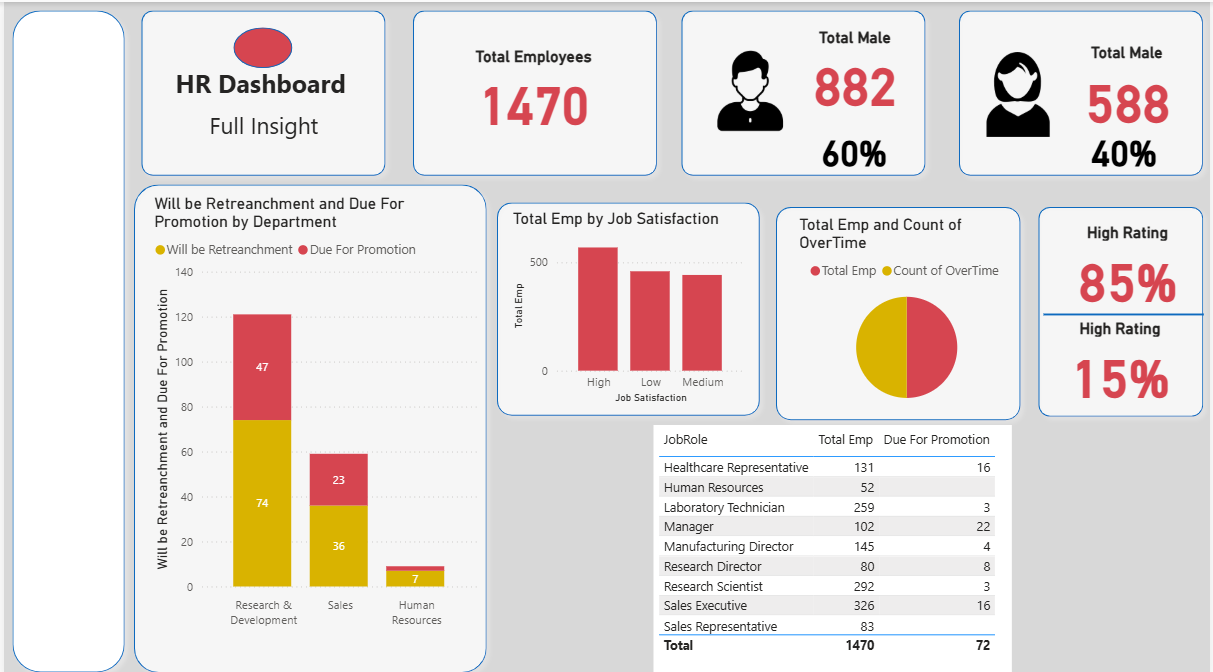 HR Dashboard
Full Insight
Total Employees
1470
Total Male
882
60%
Total Male
588
40%
Will be Retreanchment and Due For
Promotion by Department
Will be Retreanchment Due For Promotion
Will be Retreanchment and Due For Promotion
140
120
100
80
60
40
20
0
47
74
23
36
7
Research &
Development
Sales
Human
Resources
Total Emp by Job Satisfaction
Total Emp
500
0
High Low Medium
Job Satisfaction
Total Emp and Count of
OverTime
Total Emp Count of OverTime
High Rating
85%
High Rating
15%
JobRole Total Emp Due For Promotion
Healthcare Representative 131 16
Human Resources 52
Laboratory Technician 259 3
Manager 102 22
Manufacturing Director 145 4
Research Director 80 8
Research Scientist 292 3
Sales Executive 326 16
Sales Representative 83
Total 1470 72